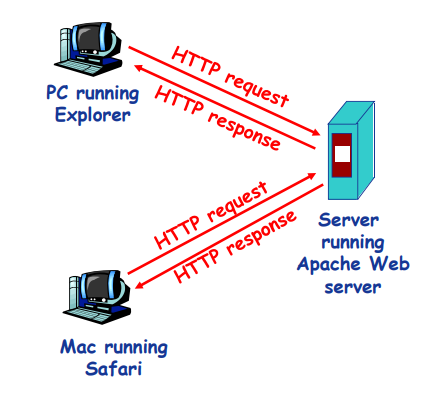 HTTP request
HTTP response
PC running
Explorer
Server
running
Apache Web
server
HTTP request
HTTP response
Mac running
Safari